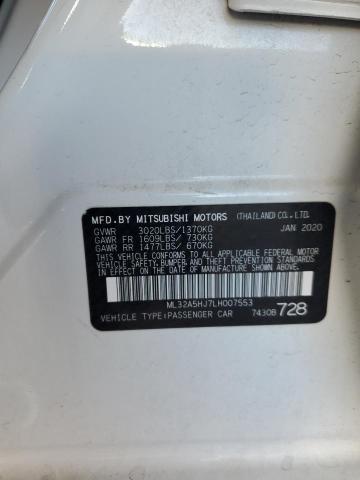 MFD.BY MITSUBISHI MOTORS (THAILAND) CO.,LTD.
GVWR 3020LBS/1370KG JAN 2020
GAWR FR 1609LBS/ 730KG
GAWR RR 1477LBS/ 670KG
THIS VEHICLE CONFORMS TO ALL APPLICABLE FEDERAL MOTOR
VEHICLE SAFETY, BUMPER, AND THEFT PREVENTION STANDARDS
IN EFFECT ON THE DATE OF MANUFACTURE SHOWN ABOVE.
ML32A5HJ7LH007553
VEHICLE TYPE:PASSENGER CAR 7430B 728